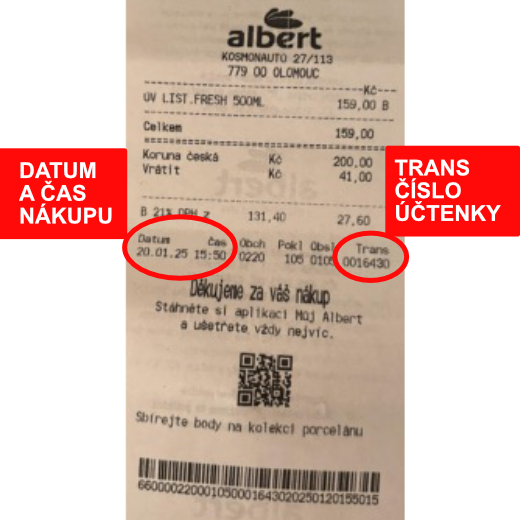 albert
KOSMONAUTŮ 27/113
779 00 OLOMOUC
Kč
ÚV LIST.FRESH 500ML 159,00 B
Celkem 159,00
Koruna česká Kč 200,00
Vrátit Kč 41,00
B 21% DPH z 131,40 27,60
Datum Čas Obch Pokl Obsl Trans
20.01.25 15:50 0220 105 0105 0016430
Děkujeme za váš nákup
Stáhněte si aplikaci Můj Albert
a ušetřete vždy nejvíc.
Sbírejte body na kolekci porcelánu
66000022000105000164302025012015​5015
DATUM
A ČAS
NÁKUPU
TRANS
ČÍSLO
ÚČTENKY